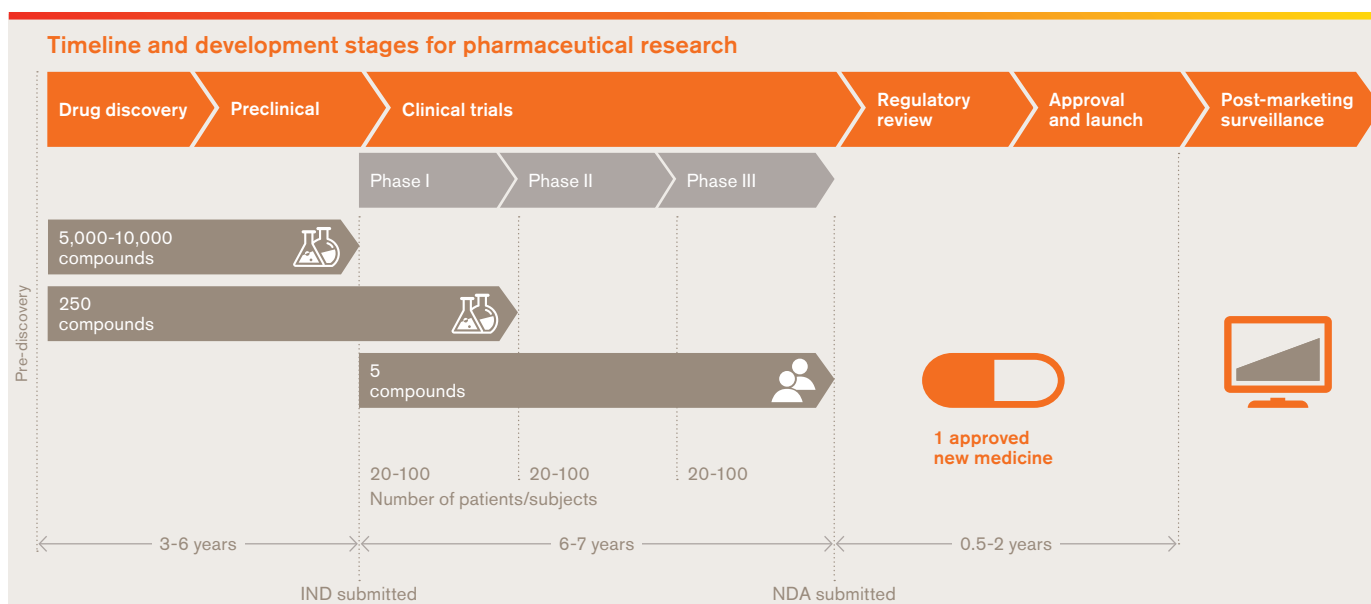 Timeline and development stages for pharmaceutical research
Drug discovery
Preclinical
Clinical trials
Regulatory
review
Approval
and launch
Post-marketing
surveillance
Phase I
Phase II
Phase III
Pre-discovery
5,000-10,000
compounds
250
compounds
5
compounds
1 approved
new medicine
20-100
20-100
20-100
Number of patients/subjects
3-6 years
6-7 years
0.5-2 years
IND submitted
NDA submitted